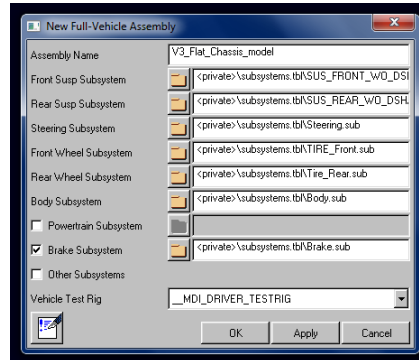 New Full-Vehicle Assembly
Assembly Name V3_Flat_Chassis_model
Front Susp Subsystem <private>\subsystems.tbl\SUS_FRONT_WO_DSI
Rear Susp Subsystem <private>\subsystems.tbl\SUS_REAR_WO_DSH
Steering Subsystem <private>\subsystems.tbl\Steering.sub
Front Wheel Subsystem <private>\subsystems.tbl\TIRE_Front.sub
Rear Wheel Subsystem <private>\subsystems.tbl\Tire_Rear.sub
Body Subsystem <private>\subsystems.tbl\Body.sub
Powertrain Subsystem
Brake Subsystem <private>\subsystems.tbl\Brake.sub
Other Subsystems
Vehicle Test Rig __MDI_DRIVER_TESTRIG
OK Apply Cancel